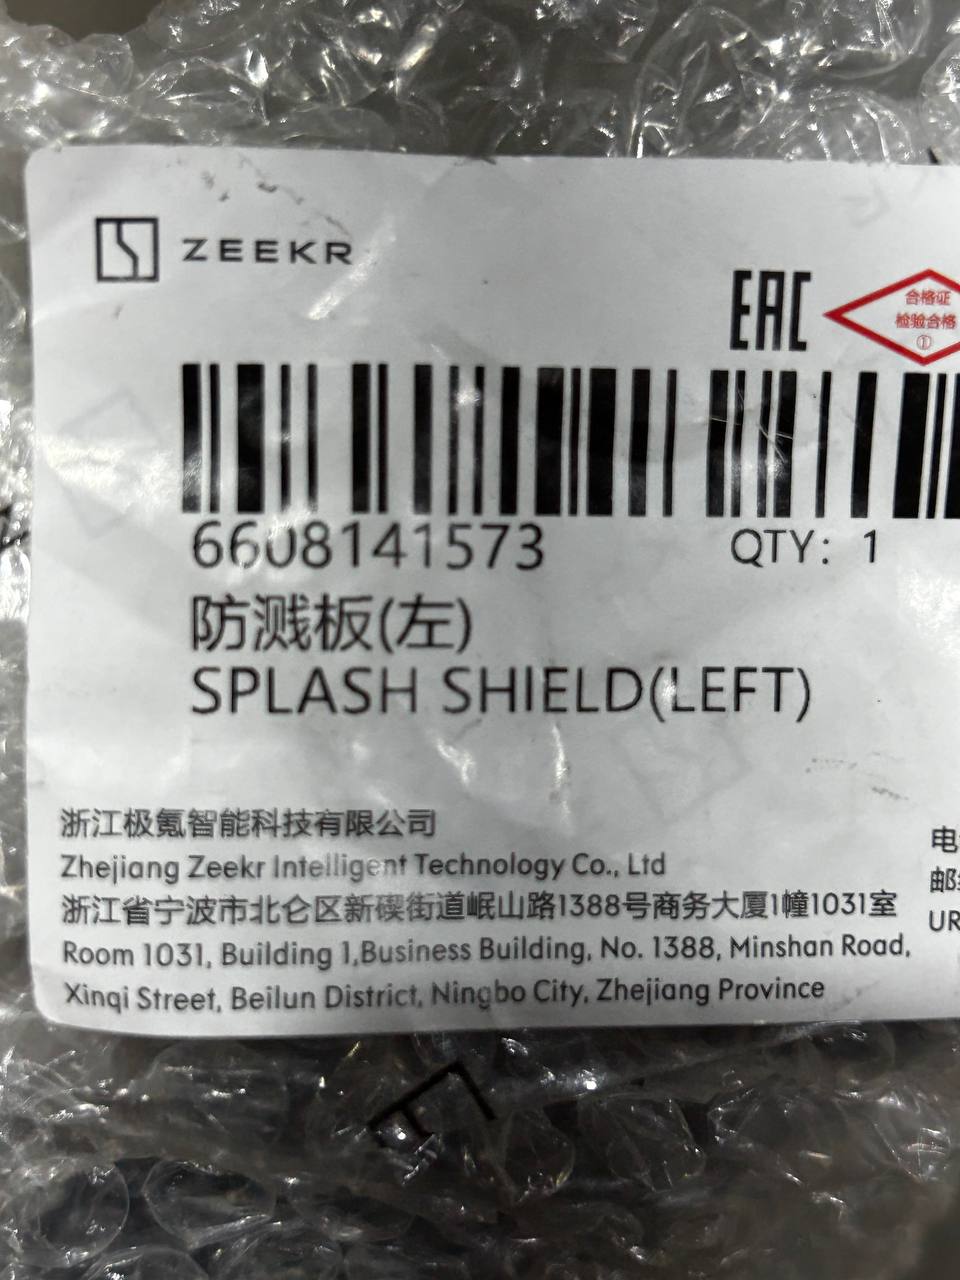 ZEEKR
EAC
合格证
检验合格
①
6608141573
QTY: 1
防溅板(左)
SPLASH SHIELD(LEFT)
浙江极氪智能科技有限公司
Zhejiang Zeekr Intelligent Technology Co., Ltd
浙江省宁波市北仑区新碶街道岷山路1388号商务大厦1幢1031室
Room 1031, Building 1,Business Building, No. 1388, Minshan Road,
Xinqi Street, Beilun District, Ningbo City, Zhejiang Province
电
邮
UR